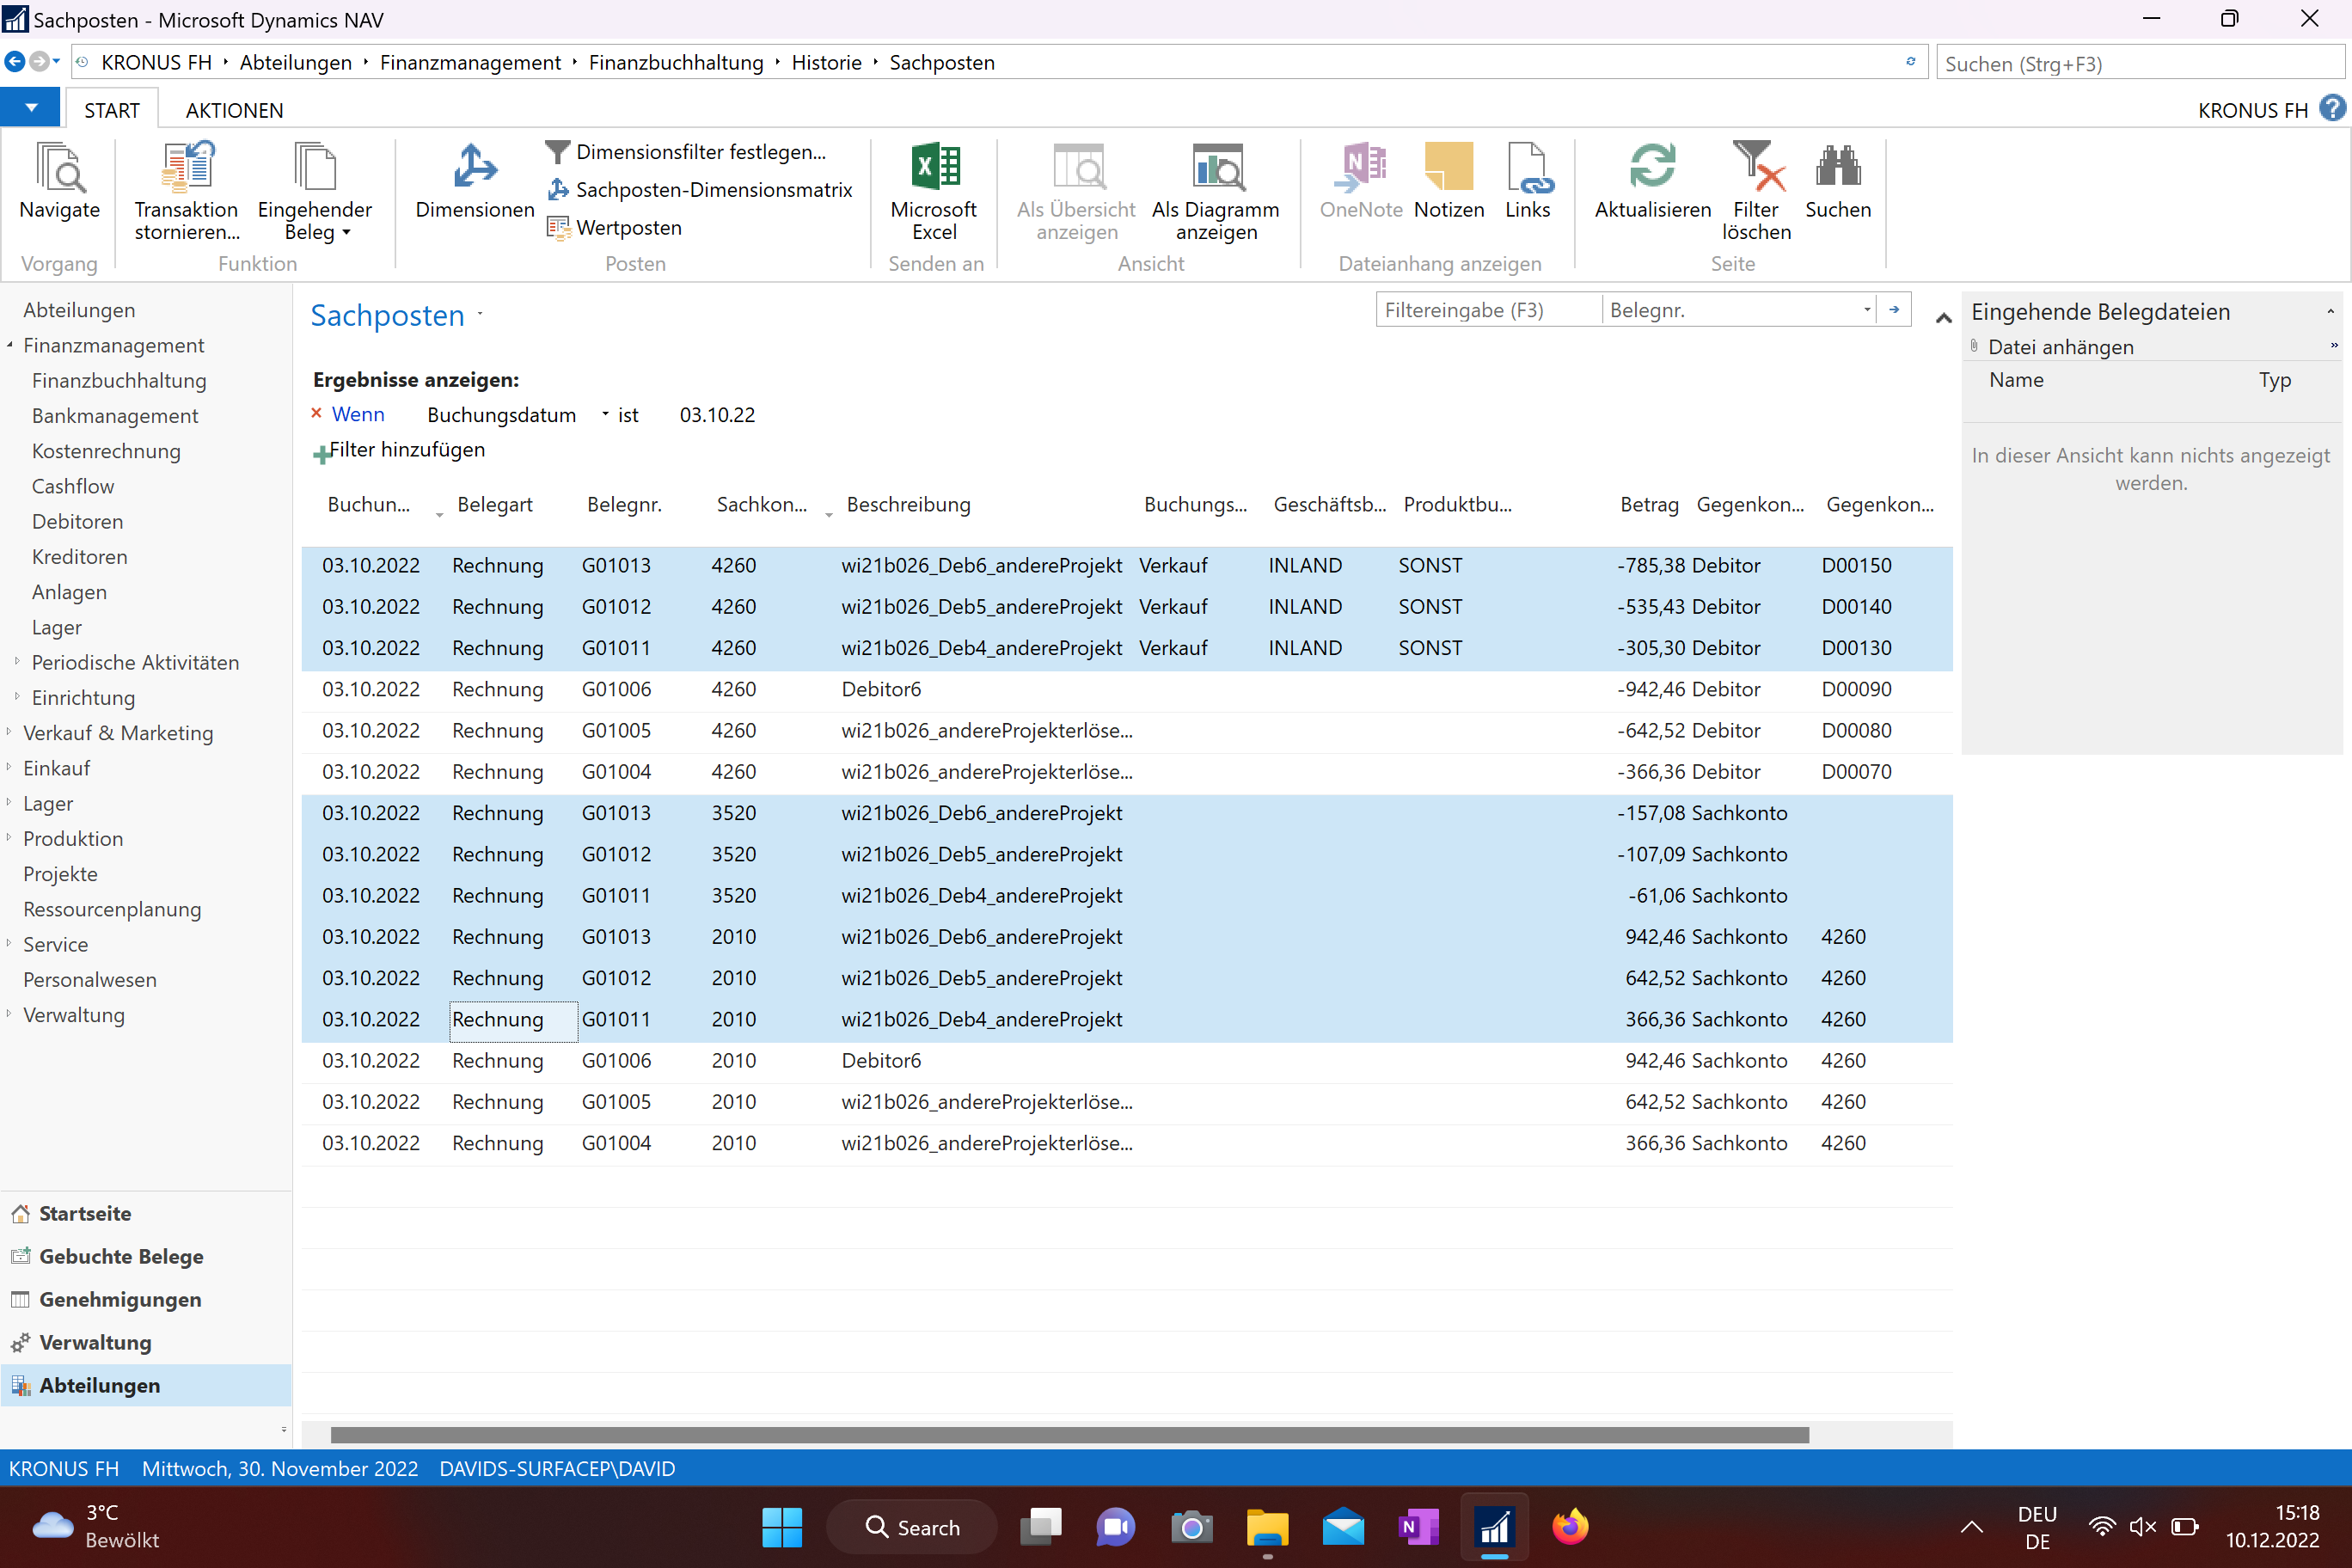 Sachposten - Microsoft Dynamics NAV
KRONUS FH Abteilungen Finanzmanagement Finanzbuchhaltung Historie Sachposten
Suchen (Strg+F3)
START AKTIONEN KRONUS FH ?
Navigate
Vorgang
Transaktion stornieren...
Eingehender Beleg
Funktion
Dimensionen
Dimensionsfilter festlegen...
Sachposten-Dimensionsmatrix
Wertposten
Posten
Microsoft Excel
Senden an
Als Übersicht anzeigen
Als Diagramm anzeigen
Ansicht
OneNote
Notizen
Links
Dateianhang anzeigen
Aktualisieren
Filter löschen
Suchen
Seite
Abteilungen
Finanzmanagement
Finanzbuchhaltung
Bankmanagement
Kostenrechnung
Cashflow
Debitoren
Kreditoren
Anlagen
Lager
Periodische Aktivitäten
Einrichtung
Verkauf & Marketing
Einkauf
Lager
Produktion
Projekte
Ressourcenplanung
Service
Personalwesen
Verwaltung
Startseite
Gebuchte Belege
Genehmigungen
Verwaltung
Abteilungen
Sachposten
Filtereingabe (F3) Belegnr.
Ergebnisse anzeigen:
Wenn Buchungsdatum ist 03.10.22
Filter hinzufügen
Buchun... Belegart Belegnr. Sachkon... Beschreibung Buchungs... Geschäftsb... Produktbu... Betrag Gegenkon... Gegenkon...
03.10.2022 Rechnung G01013 4260 wi21b026_Deb6_andereProjekt Verkauf INLAND SONST -785,38 Debitor D00150
03.10.2022 Rechnung G01012 4260 wi21b026_Deb5_andereProjekt Verkauf INLAND SONST -535,43 Debitor D00140
03.10.2022 Rechnung G01011 4260 wi21b026_Deb4_andereProjekt Verkauf INLAND SONST -305,30 Debitor D00130
03.10.2022 Rechnung G01006 4260 Debitor6 -942,46 Debitor D00090
03.10.2022 Rechnung G01005 4260 wi21b026_andereProjekterlöse... -642,52 Debitor D00080
03.10.2022 Rechnung G01004 4260 wi21b026_andereProjekterlöse... -366,36 Debitor D00070
03.10.2022 Rechnung G01013 3520 wi21b026_Deb6_andereProjekt -157,08 Sachkonto
03.10.2022 Rechnung G01012 3520 wi21b026_Deb5_andereProjekt -107,09 Sachkonto
03.10.2022 Rechnung G01011 3520 wi21b026_Deb4_andereProjekt -61,06 Sachkonto
03.10.2022 Rechnung G01013 2010 wi21b026_Deb6_andereProjekt 942,46 Sachkonto 4260
03.10.2022 Rechnung G01012 2010 wi21b026_Deb5_andereProjekt 642,52 Sachkonto 4260
03.10.2022 Rechnung G01011 2010 wi21b026_Deb4_andereProjekt 366,36 Sachkonto 4260
03.10.2022 Rechnung G01006 2010 Debitor6 942,46 Sachkonto 4260
03.10.2022 Rechnung G01005 2010 wi21b026_andereProjekterlöse... 642,52 Sachkonto 4260
03.10.2022 Rechnung G01004 2010 wi21b026_andereProjekterlöse... 366,36 Sachkonto 4260
Eingehende Belegdateien
Datei anhängen »
Name Typ
In dieser Ansicht kann nichts angezeigt
werden.
KRONUS FH Mittwoch, 30. November 2022 DAVIDS-SURFACEP\DAVID
3°C
Bewölkt
Search
DEU
DE
15:18
10.12.2022